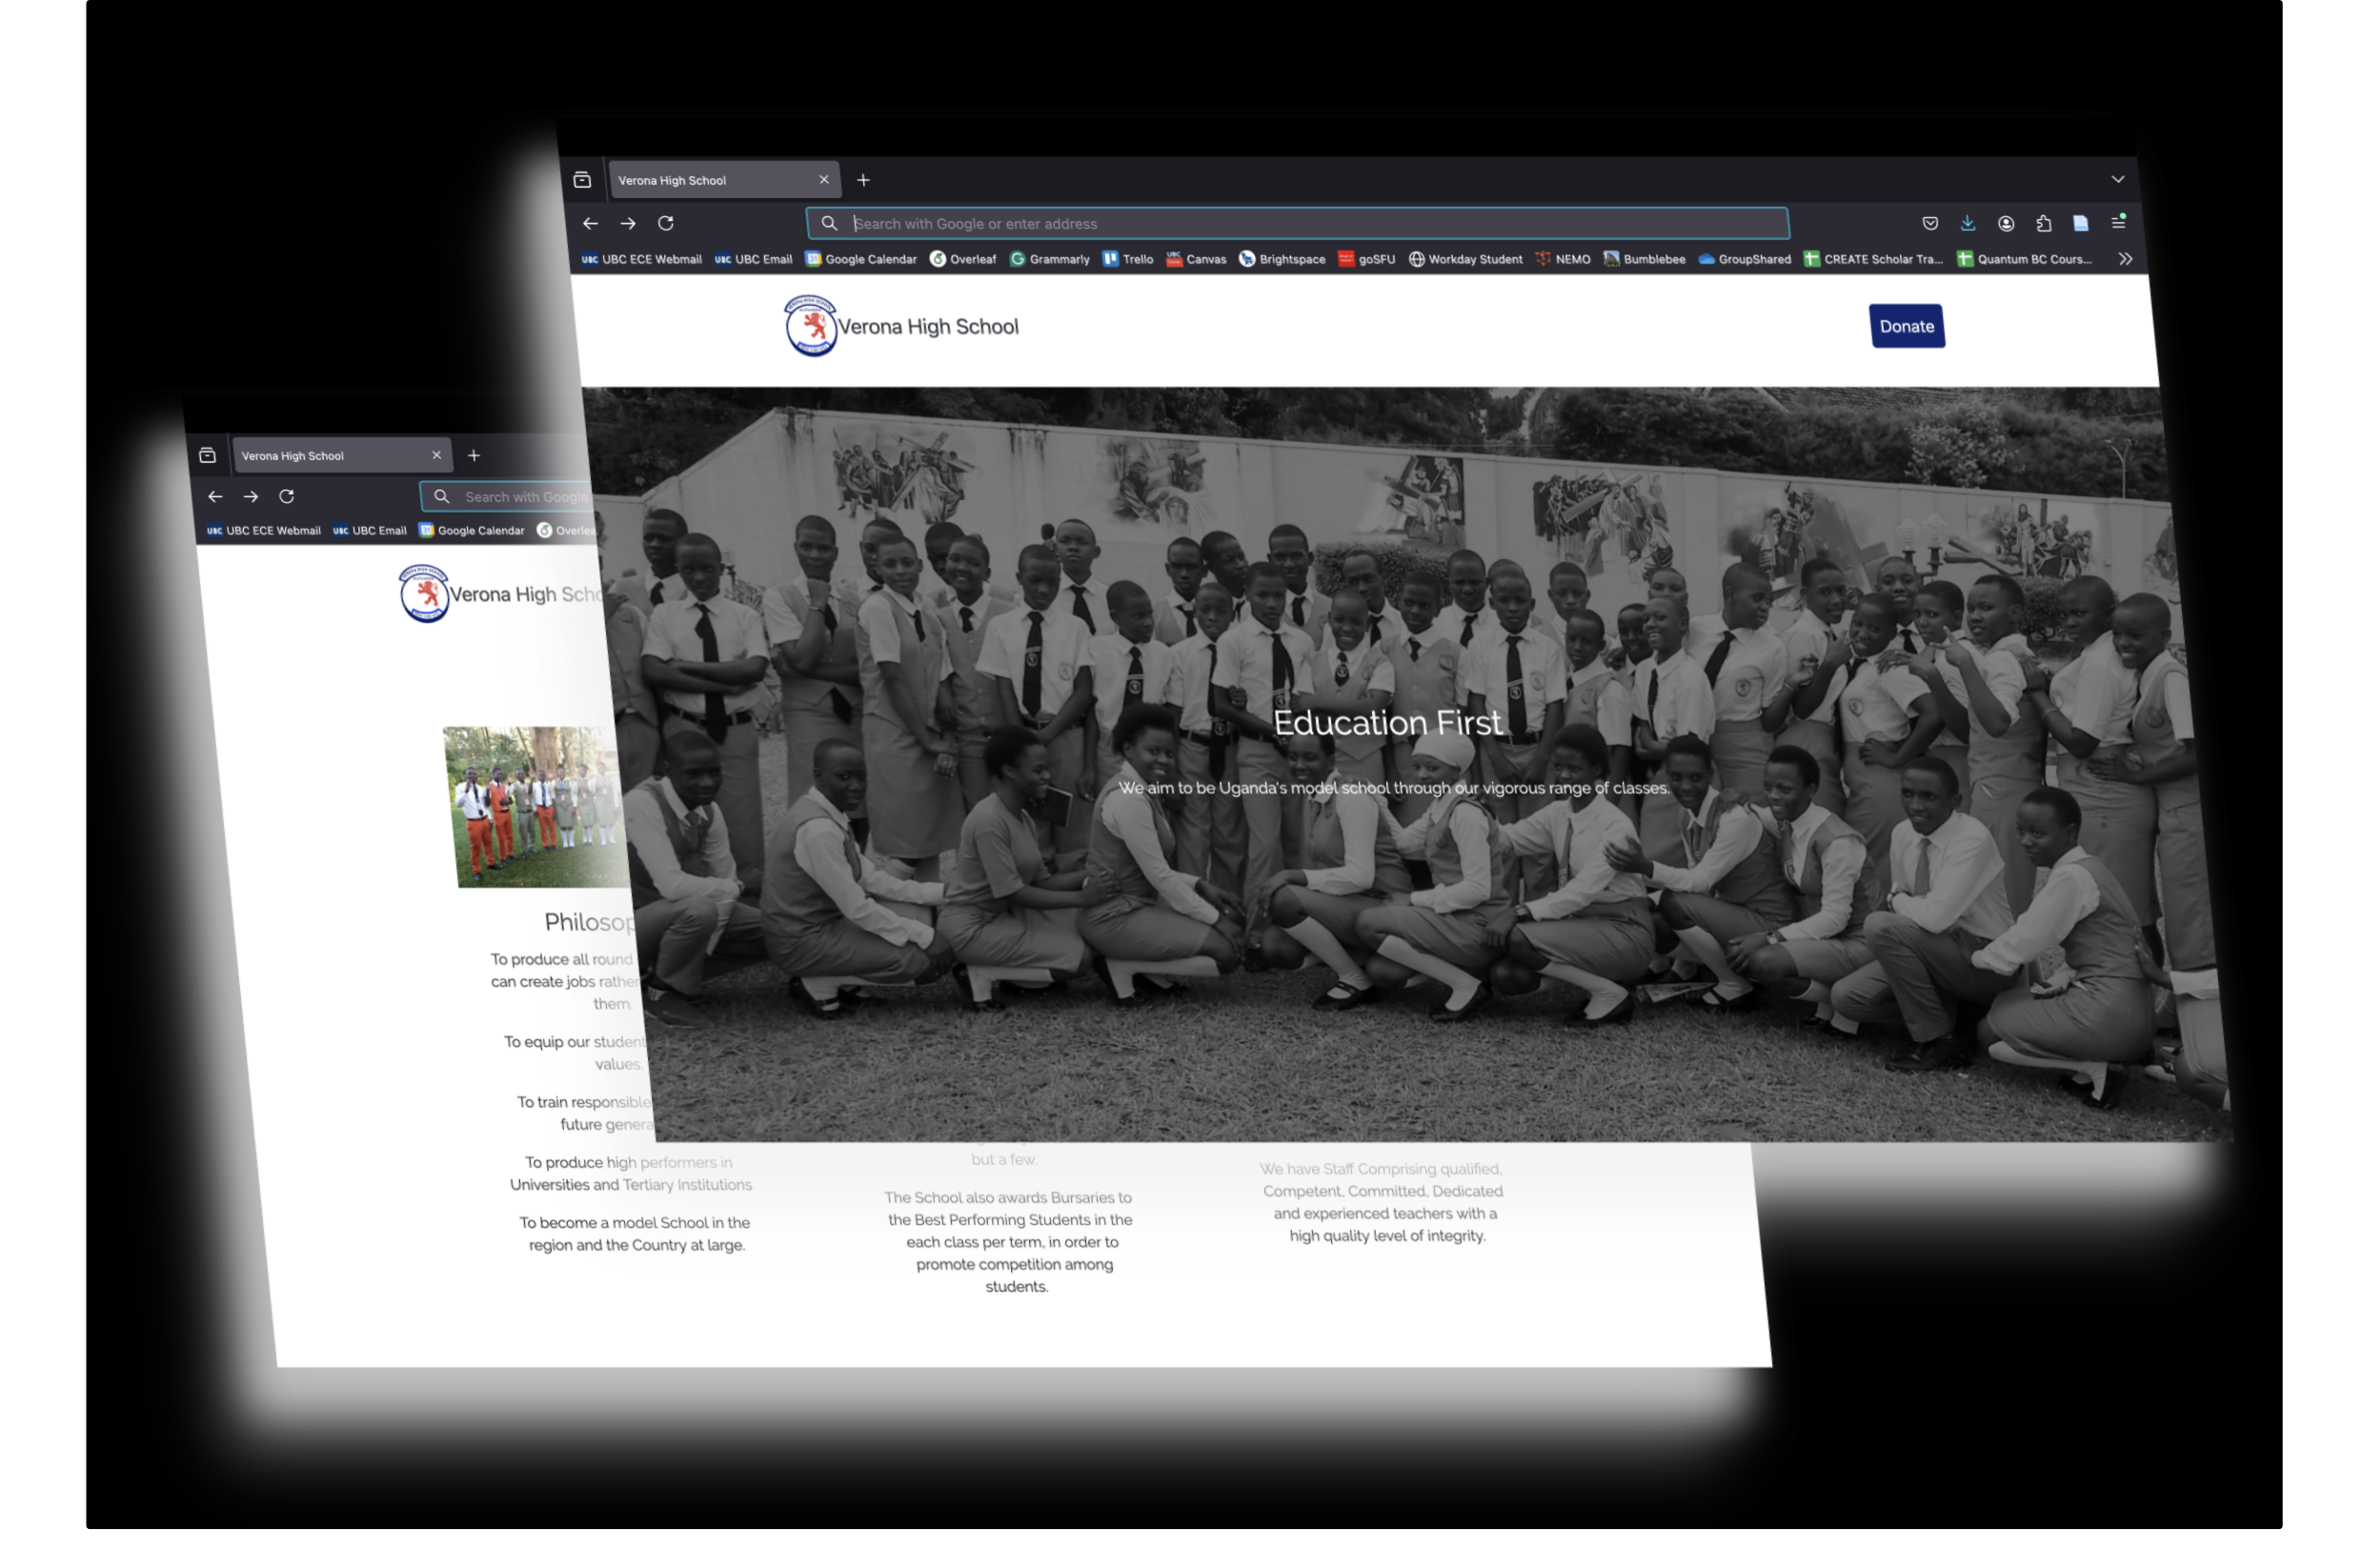 Verona High School
Search with Google or enter address
UBC ECE Webmail UBC Email Google Calendar Overleaf Grammarly Trello Canvas Brightspace goSFU Workday Student NEMO Bumblebee GroupShared CREATE Scholar Tra... Quantum BC Cours...
Verona High School
Donate
Education First
We aim to be Uganda's model school through our vigorous range of classes.
Verona High School
Search with Google
UBC ECE Webmail UBC Email Google Calendar Overlea
Verona High Scho
Philosop
To produce all round
can create jobs rather
them.
To equip our student
values.
To train responsible
future genera
To produce high performers in
Universities and Tertiary Institutions
To become a model School in the
region and the Country at large.
but a few.
The School also awards Bursaries to
the Best Performing Students in the
each class per term, in order to
promote competition among
students.
We have Staff Comprising qualified,
Competent, Committed, Dedicated
and experienced teachers with a
high quality level of integrity.